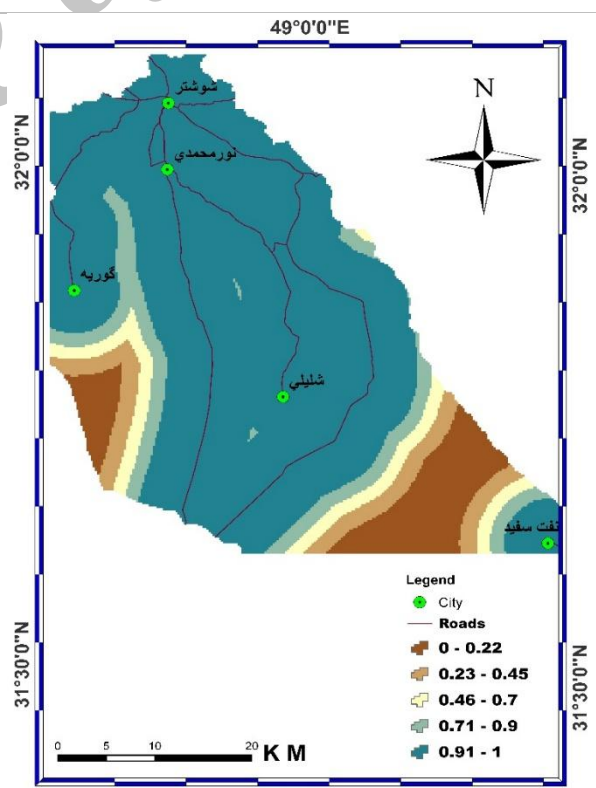 49°0'0"E
N
32°0'0"N
32°0'0"N
شوشتر
نورمحمدي
گوريه
شليلي
نفت سفيد
31°30'0"N
31°30'0"N
Legend
City
Roads
0 - 0.22
0.23 - 0.45
0.46 - 0.7
0.71 - 0.9
0.91 - 1
0 5 10 20 K M